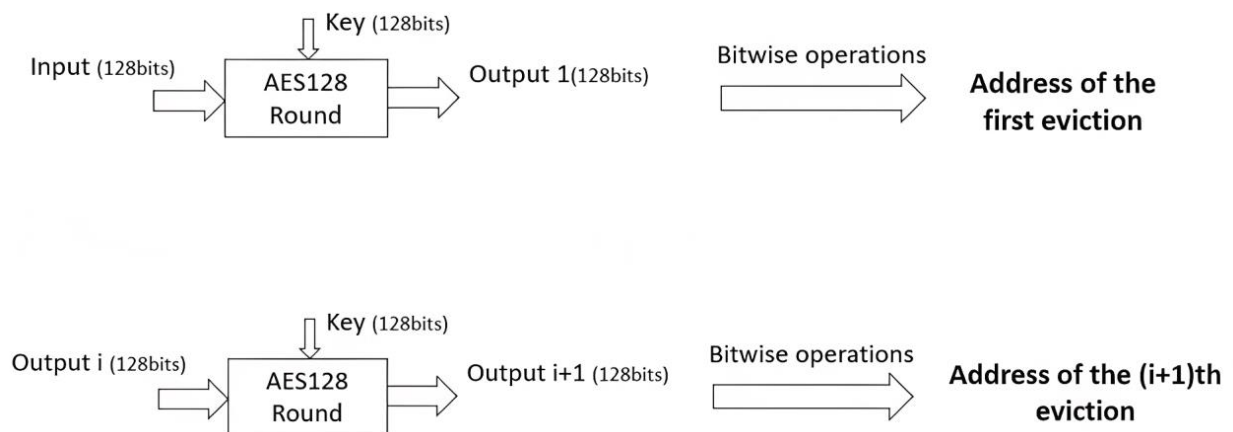 Key (128bits)
Input (128bits)
AES128
Round
Output 1(128bits)
Bitwise operations
Address of the
first eviction
Key (128bits)
Output i (128bits)
AES128
Round
Output i+1 (128bits)
Bitwise operations
Address of the (i+1)th
eviction